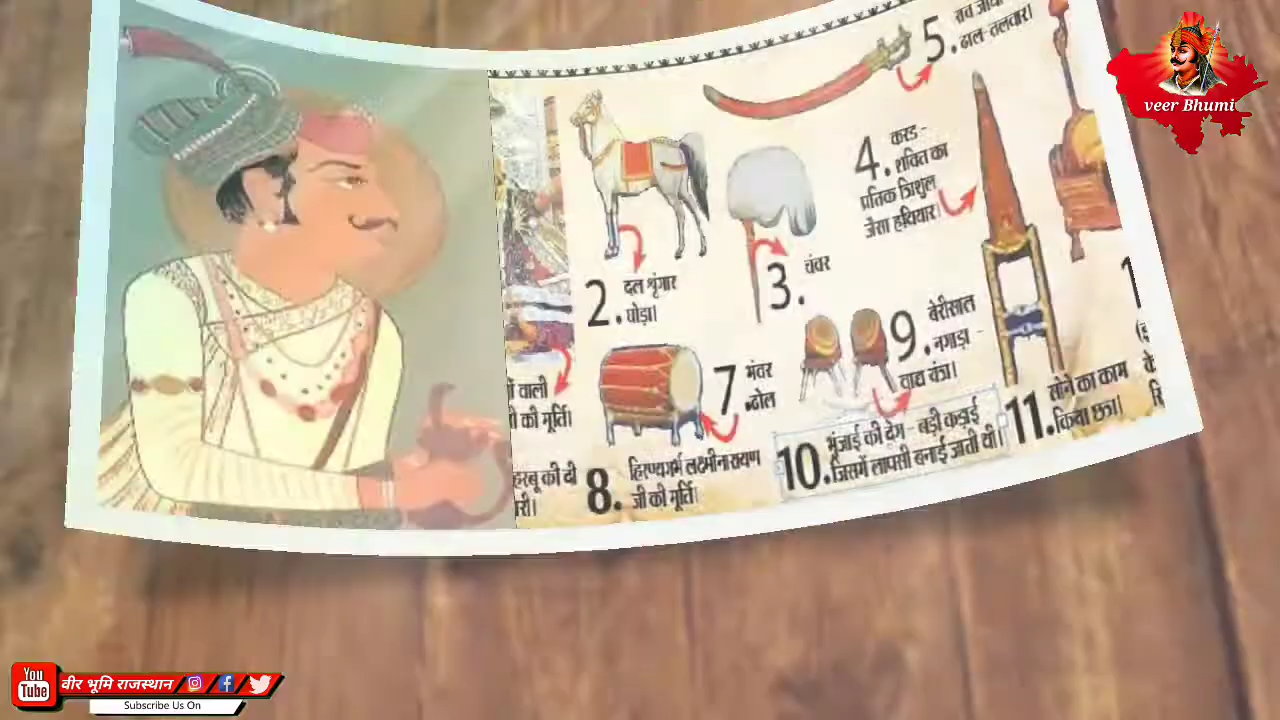 5.
ढाल- तलवार।
4. करड -
शक्ति का
प्रतिक त्रिशुल
जैसा हथियार।
veer Bhumi
2. दल श्रृंगार
घोड़ा।
3. चंवर
9. बेरीसाल
नगाड़ा -
वाद्य यंत्र।
7 भंवर
.ढोल
वाली
की मूर्ति।
हरबू की दी
8. हिरण्यगर्भ लक्ष्मीनारायण
जी की मूर्ति।
10. भूंजाई की देग - बड़ी कड़ाई
जिसमें लापसी बनाई जाती थी।
11. सोने का काम
किया छत्र।
You
Tube
वीर भूमि राजस्थान
Subscribe Us On